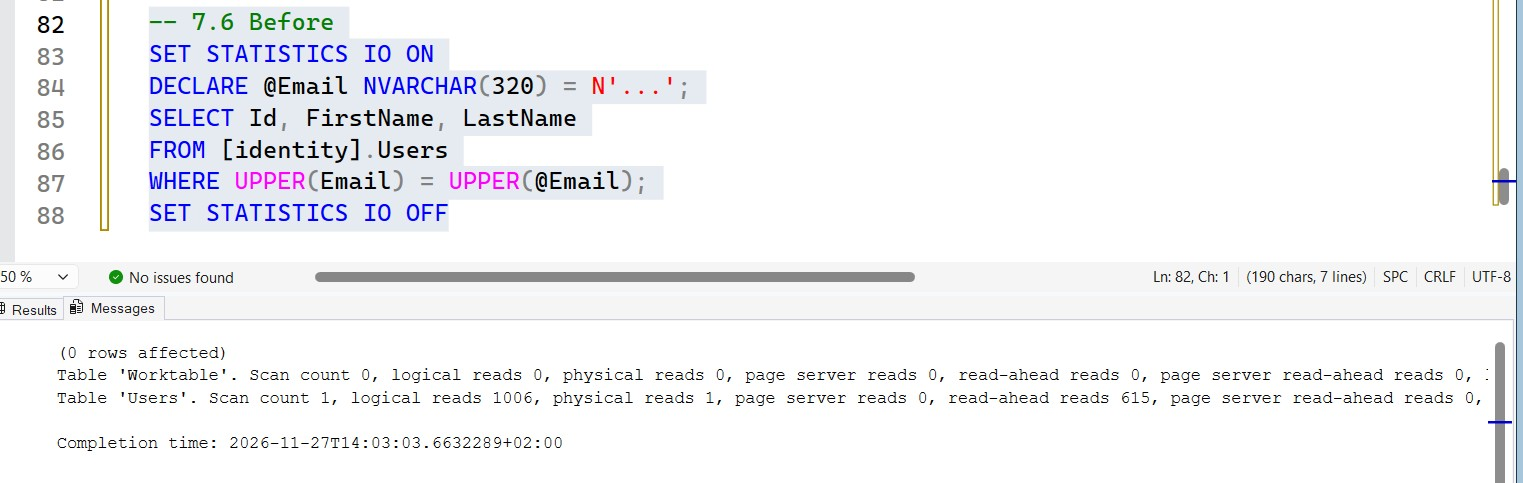 82 -- 7.6 Before
83 SET STATISTICS IO ON
84 DECLARE @Email NVARCHAR(320) = N'...';
85 SELECT Id, FirstName, LastName
86 FROM [identity].Users
87 WHERE UPPER(Email) = UPPER(@Email);
88 SET STATISTICS IO OFF
50 % No issues found Ln: 82, Ch: 1 (190 chars, 7 lines) SPC CRLF UTF-8
Results Messages
(0 rows affected)
Table 'Worktable'. Scan count 0, logical reads 0, physical reads 0, page server reads 0, read-ahead reads 0, page server read-ahead reads 0,
Table 'Users'. Scan count 1, logical reads 1006, physical reads 1, page server reads 0, read-ahead reads 615, page server read-ahead reads 0,
Completion time: 2026-11-27T14:03:03.6632289+02:00